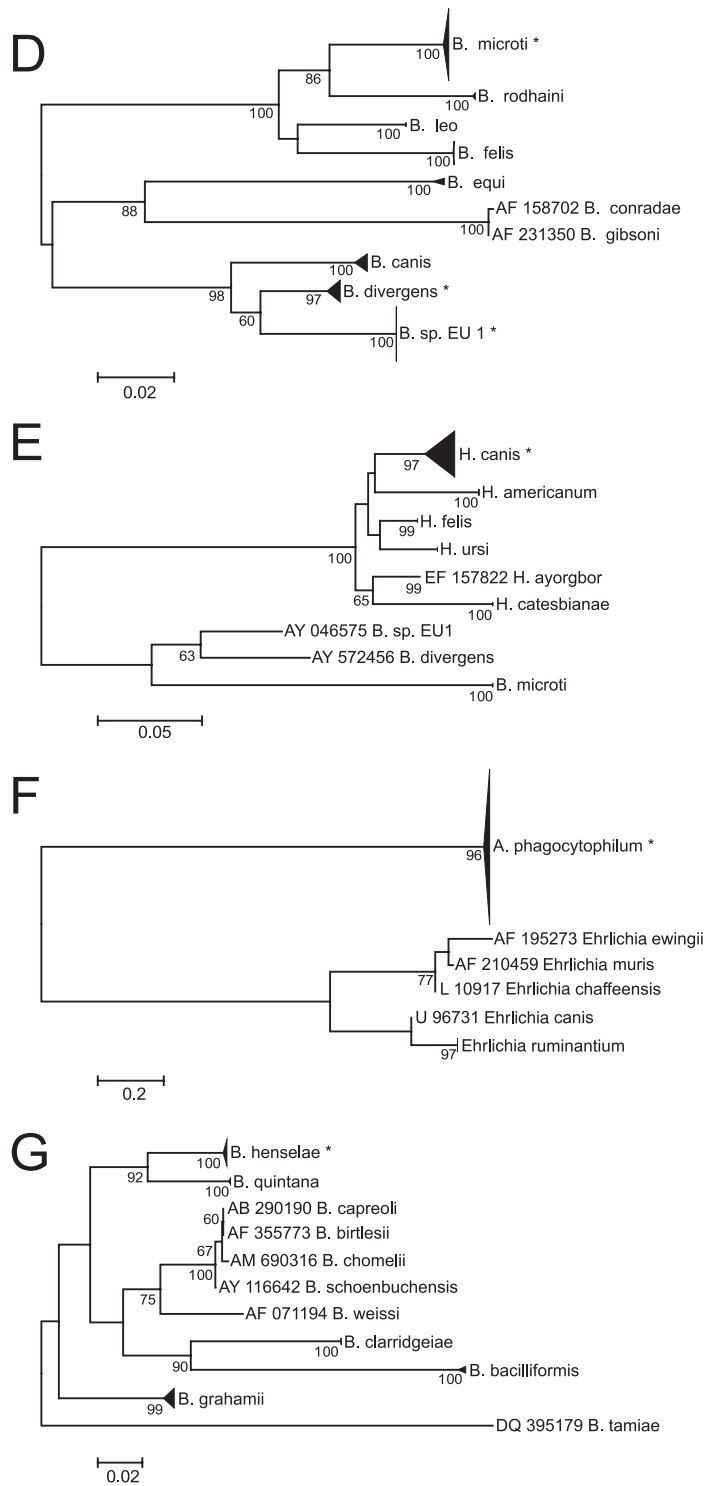 D
B. microti *
100
86
B. rodhaini
100
100
B. leo
100
B. felis
100
B. equi
100
88
AF 158702 B. conradae
100
AF 231350 B. gibsoni
B. canis
100
98
B. divergens *
97
60
B. sp. EU 1 *
100
0.02
E
H. canis *
97
H. americanum
100
H. felis
99
100
H. ursi
EF 157822 H. ayorgbor
99
65
H. catesbianae
100
AY 046575 B. sp. EU1
63
AY 572456 B. divergens
B. microti
100
0.05
F
A. phagocytophilum *
96
AF 195273 Ehrlichia ewingii
AF 210459 Ehrlichia muris
77
L 10917 Ehrlichia chaffeensis
U 96731 Ehrlichia canis
Ehrlichia ruminantium
97
0.2
G
B. henselae *
100
92
B. quintana
100
AB 290190 B. capreoli
60
AF 355773 B. birtlesii
67
AM 690316 B. chomelii
100
AY 116642 B. schoenbuchensis
75
AF 071194 B. weissi
B. clarridgeiae
100
90
B. bacilliformis
100
B. grahamii
99
DQ 395179 B. tamiae
0.02